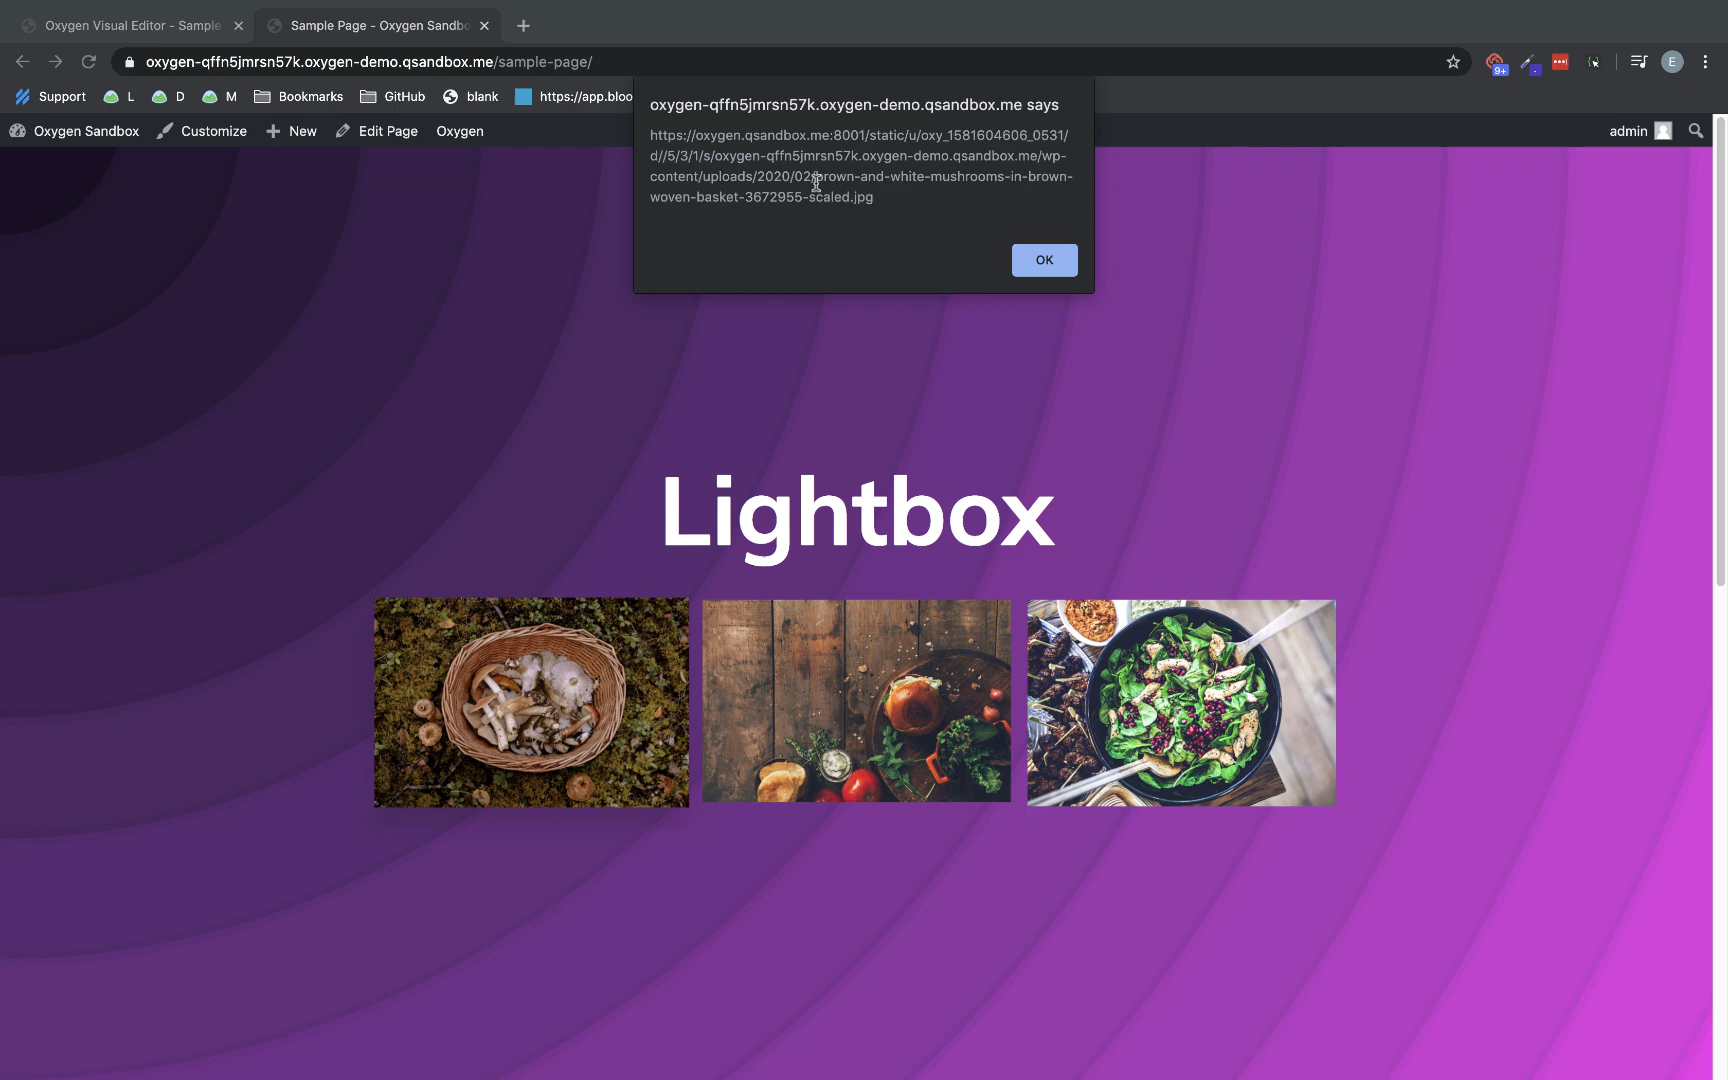 Oxygen Visual Editor - Sample
Sample Page - Oxygen Sandbo
oxygen-qffn5jmrsn57k.oxygen-demo.qsandbox.me/sample-page/
9+
E
Support L D M Bookmarks GitHub blank https://app.bloo
Oxygen Sandbox Customize New Edit Page Oxygen admin
oxygen-qffn5jmrsn57k.oxygen-demo.qsandbox.me says
https://oxygen.qsandbox.me:8001/static/u/oxy_1581604606_0531/
d//5/3/1/s/oxygen-qffn5jmrsn57k.oxygen-demo.qsandbox.me/wp-
content/uploads/2020/02/brown-and-white-mushrooms-in-brown-
woven-basket-3672955-scaled.jpg
OK
Lightbox